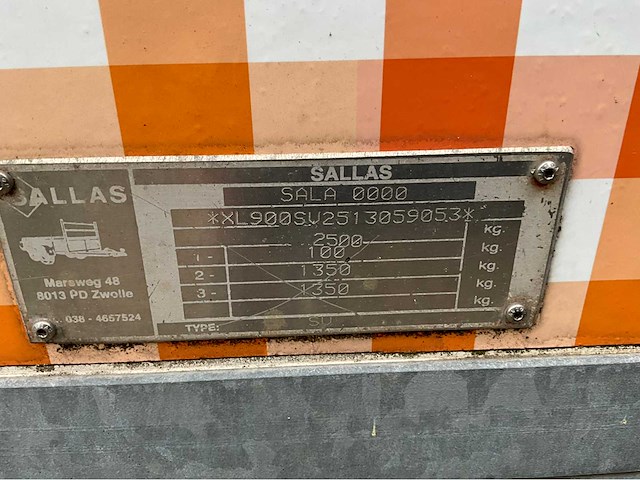 SALLAS
Marsweg 48
8013 PD Zwolle
038 - 4657524
SALLAS
SALA 0000
*XL900SV2513059053*
2500 kg.
1 - 100 kg.
2 - 1350 kg.
3 - 1350 kg.
kg.
TYPE: SV